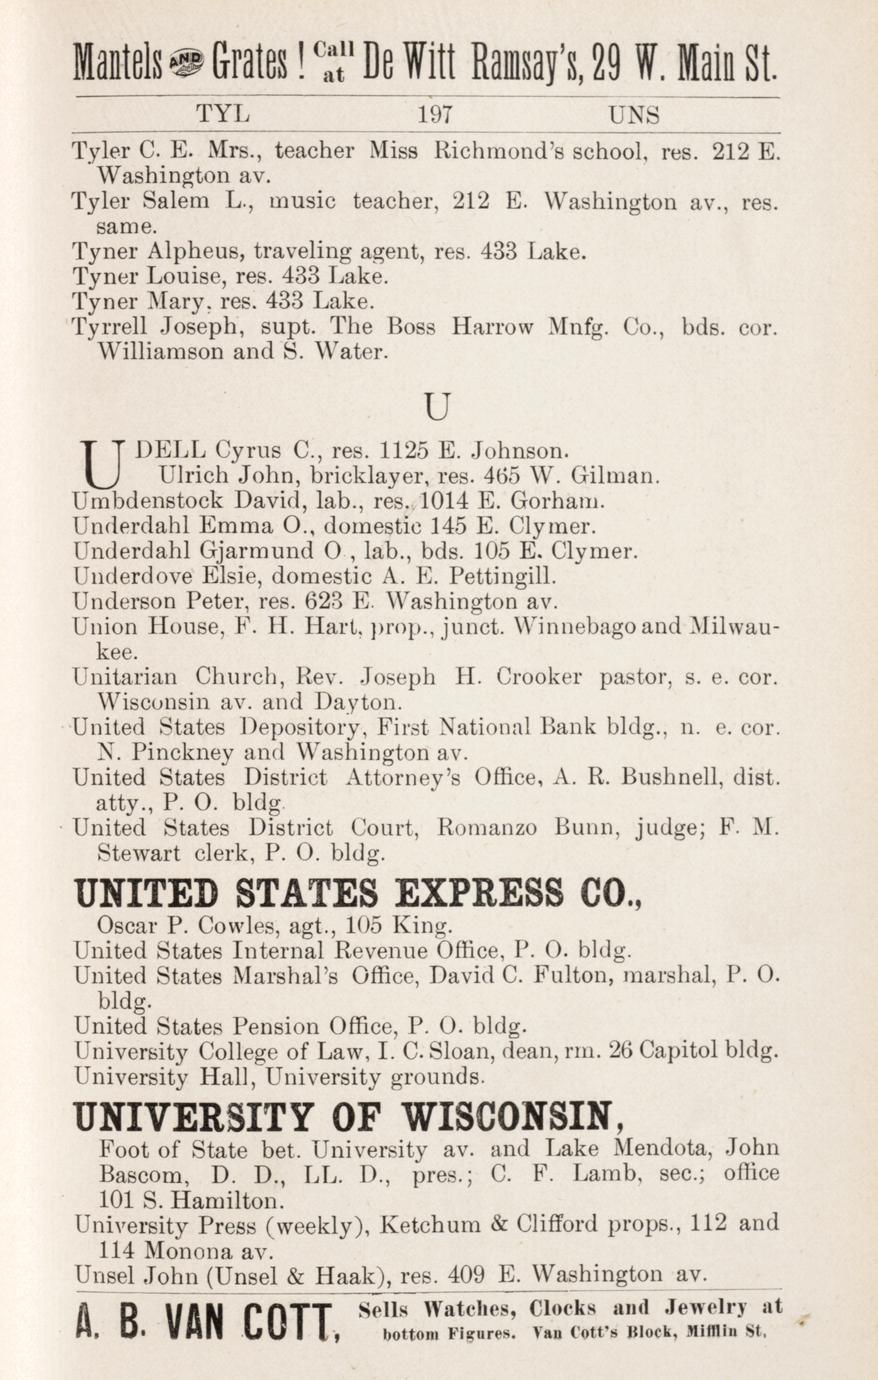 Mantels AND Grates! Call at De Witt Ramsay's, 29 W. Main St.
TYL 197 UNS
Tyler C. E. Mrs., teacher Miss Richmond's school, res. 212 E.
Washington av.
Tyler Salem L., music teacher, 212 E. Washington av., res.
same.
Tyner Alpheus, traveling agent, res. 433 Lake.
Tyner Louise, res. 433 Lake.
Tyner Mary, res. 433 Lake.
Tyrrell Joseph, supt. The Boss Harrow Mnfg. Co., bds. cor.
Williamson and S. Water.
U
UDELL Cyrus C., res. 1125 E. Johnson.
Ulrich John, bricklayer, res. 465 W. Gilman.
Umbdenstock David, lab., res. 1014 E. Gorham.
Underdahl Emma O., domestic 145 E. Clymer.
Underdahl Gjarmund O , lab., bds. 105 E. Clymer.
Underdove Elsie, domestic A. E. Pettingill.
Underson Peter, res. 623 E. Washington av.
Union House, F. H. Hart, prop., junct. Winnebago and Milwau-
kee.
Unitarian Church, Rev. Joseph H. Crooker pastor, s. e. cor.
Wisconsin av. and Dayton.
United States Depository, First National Bank bldg., n. e. cor.
N. Pinckney and Washington av.
United States District Attorney's Office, A. R. Bushnell, dist.
atty., P. O. bldg.
United States District Court, Romanzo Bunn, judge; F. M.
Stewart clerk, P. O. bldg.
UNITED STATES EXPRESS CO.,
Oscar P. Cowles, agt., 105 King.
United States Internal Revenue Office, P. O. bldg.
United States Marshal's Office, David C. Fulton, marshal, P. O.
bldg.
United States Pension Office, P. O. bldg.
University College of Law, I. C. Sloan, dean, rm. 26 Capitol bldg.
University Hall, University grounds.
UNIVERSITY OF WISCONSIN,
Foot of State bet. University av. and Lake Mendota, John
Bascom, D. D., LL. D., pres.; C. F. Lamb, sec.; office
101 S. Hamilton.
University Press (weekly), Ketchum & Clifford props., 112 and
114 Monona av.
Unsel John (Unsel & Haak), res. 409 E. Washington av.
A. B. VAN COTT, Sells Watches, Clocks and Jewelry at
bottom Figures. Van Cott's Block, Mifflin St.